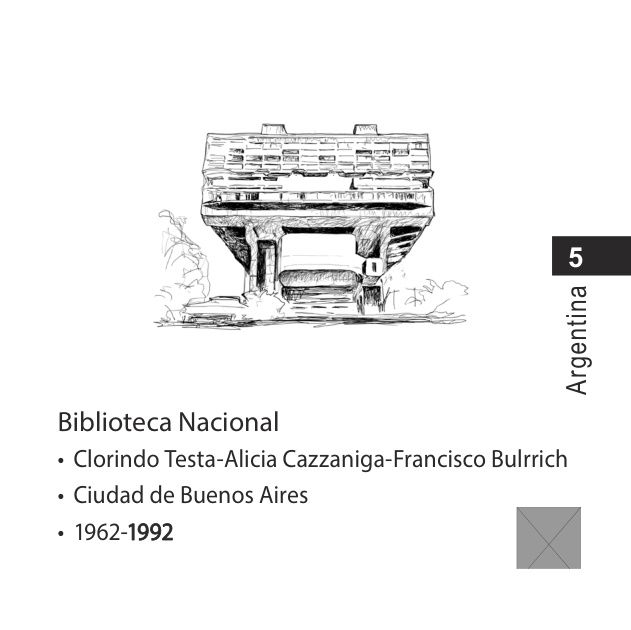 5
Argentina
Biblioteca Nacional
• Clorindo Testa-Alicia Cazzaniga-Francisco Bulrrich
• Ciudad de Buenos Aires
• 1962-1992